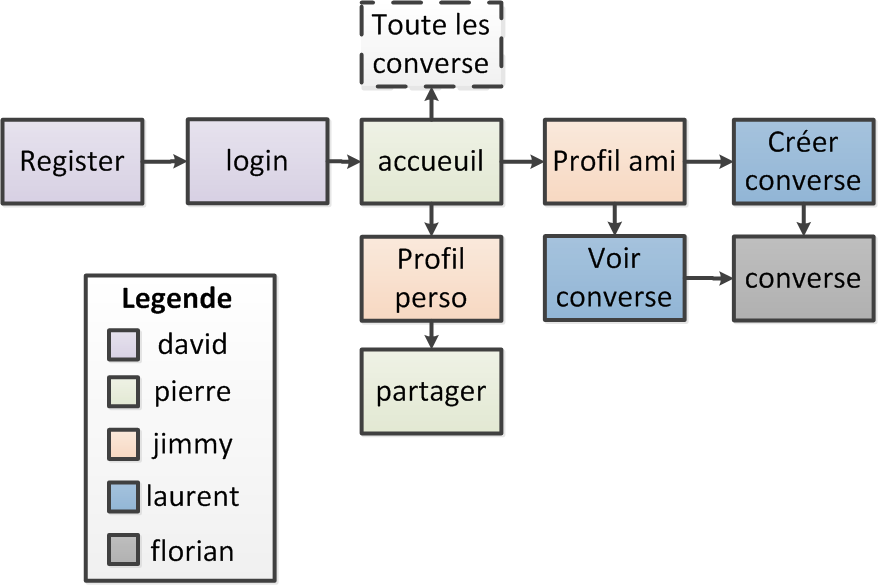 Toute les
converse
Register
login
accueuil
Profil ami
Créer
converse
Profil
perso
Voir
converse
converse
partager
Legende
david
pierre
jimmy
laurent
florian